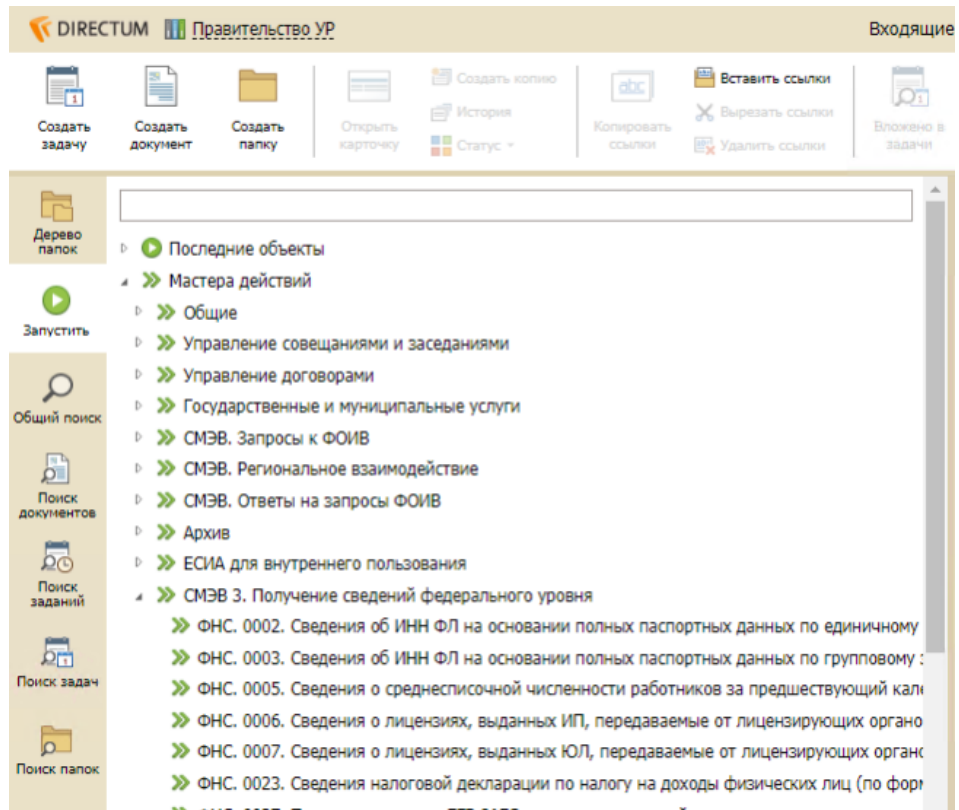 DIRECTUM Правительство УР Входящие
Создать задачу
Создать документ
Создать папку
Открыть карточку
Создать копию
История
Статус
Копировать ссылки
Вставить ссылки
Вырезать ссылки
Удалить ссылки
Вложено в задачи
Дерево папок
Запустить
Общий поиск
Поиск документов
Поиск заданий
Поиск задач
Поиск папок
Последние объекты
Мастера действий
Общие
Управление совещаниями и заседаниями
Управление договорами
Государственные и муниципальные услуги
СМЭВ. Запросы к ФОИВ
СМЭВ. Региональное взаимодействие
СМЭВ. Ответы на запросы ФОИВ
Архив
ЕСИА для внутреннего пользования
СМЭВ 3. Получение сведений федерального уровня
ФНС. 0002. Сведения об ИНН ФЛ на основании полных паспортных данных по единичному
ФНС. 0003. Сведения об ИНН ФЛ на основании полных паспортных данных по групповому
ФНС. 0005. Сведения о среднесписочной численности работников за предшествующий кале
ФНС. 0006. Сведения о лицензиях, выданных ИП, передаваемые от лицензирующих органо
ФНС. 0007. Сведения о лицензиях, выданных ЮЛ, передаваемые от лицензирующих органо
ФНС. 0023. Сведения налоговой декларации по налогу на доходы физических лиц (по форм